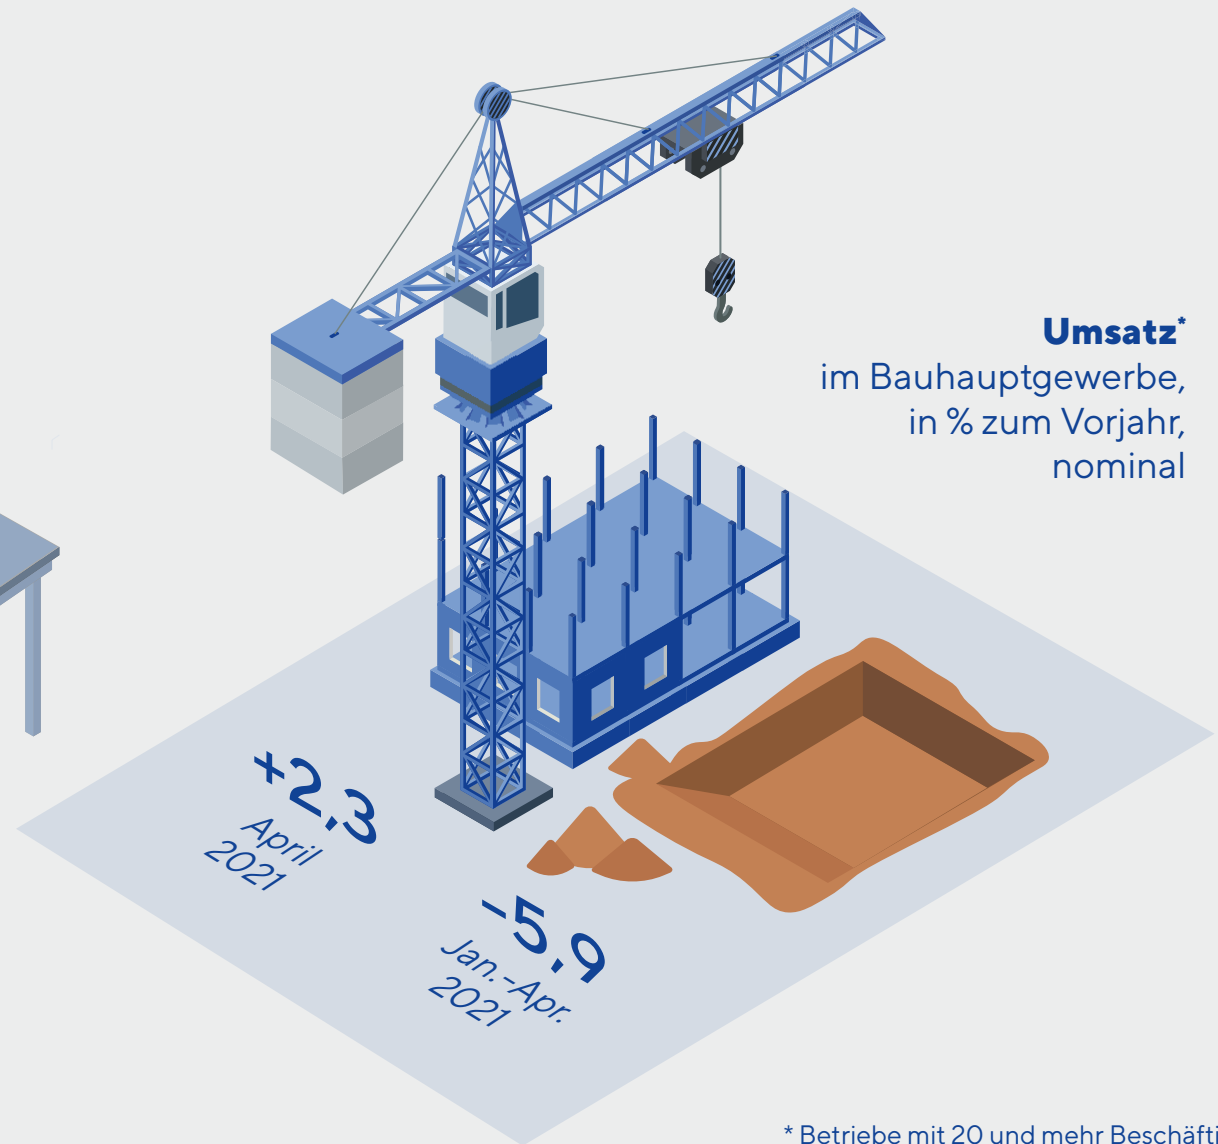 Umsatz*
im Bauhauptgewerbe,
in % zum Vorjahr,
nominal
+2,3
April
2021
-5,9
Jan.-Apr.
2021
* Betriebe mit 20 und mehr Beschäfti